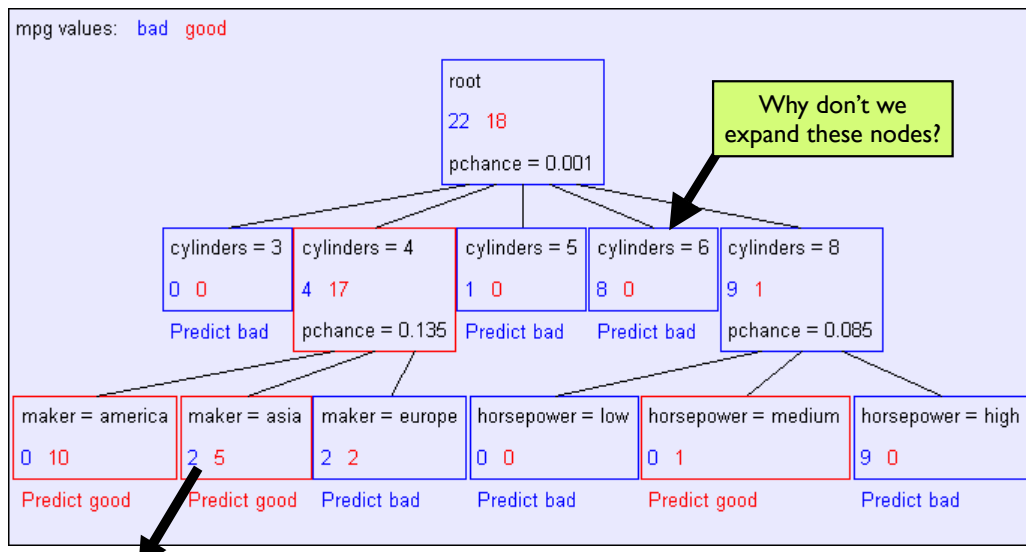 mpg values: bad good
root
22 18
pchance = 0.001
Why don't we
expand these nodes?
cylinders = 3
0 0
Predict bad
cylinders = 4
4 17
pchance = 0.135
cylinders = 5
1 0
Predict bad
cylinders = 6
8 0
Predict bad
cylinders = 8
9 1
pchance = 0.085
maker = america
0 10
Predict good
maker = asia
2 5
Predict good
maker = europe
2 2
Predict bad
horsepower = low
0 0
Predict bad
horsepower = medium
0 1
Predict good
horsepower = high
9 0
Predict bad